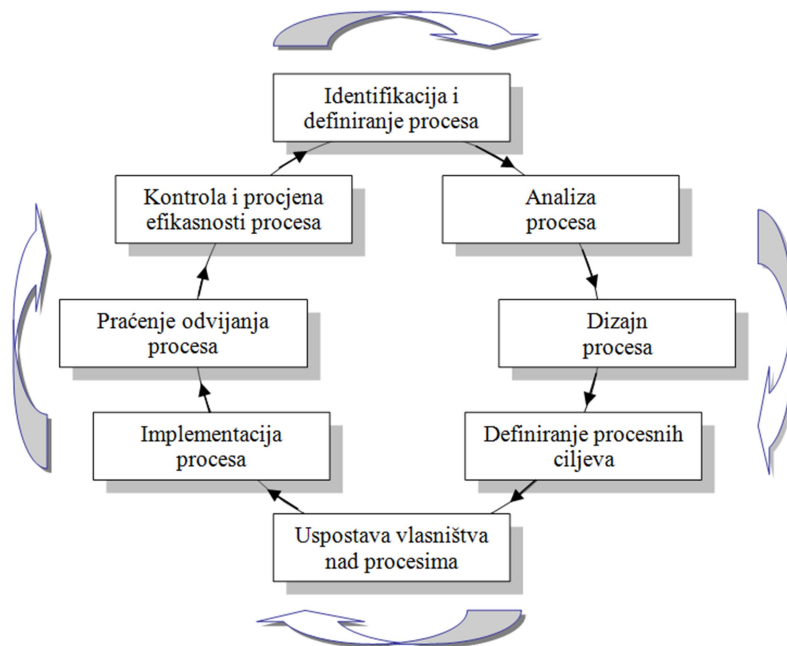 Identifikacija i
definiranje procesa
Analiza
procesa
Dizajn
procesa
Definiranje procesnih
ciljeva
Uspostava vlasništva
nad procesima
Implementacija
procesa
Praćenje odvijanja
procesa
Kontrola i procjena
efikasnosti procesa